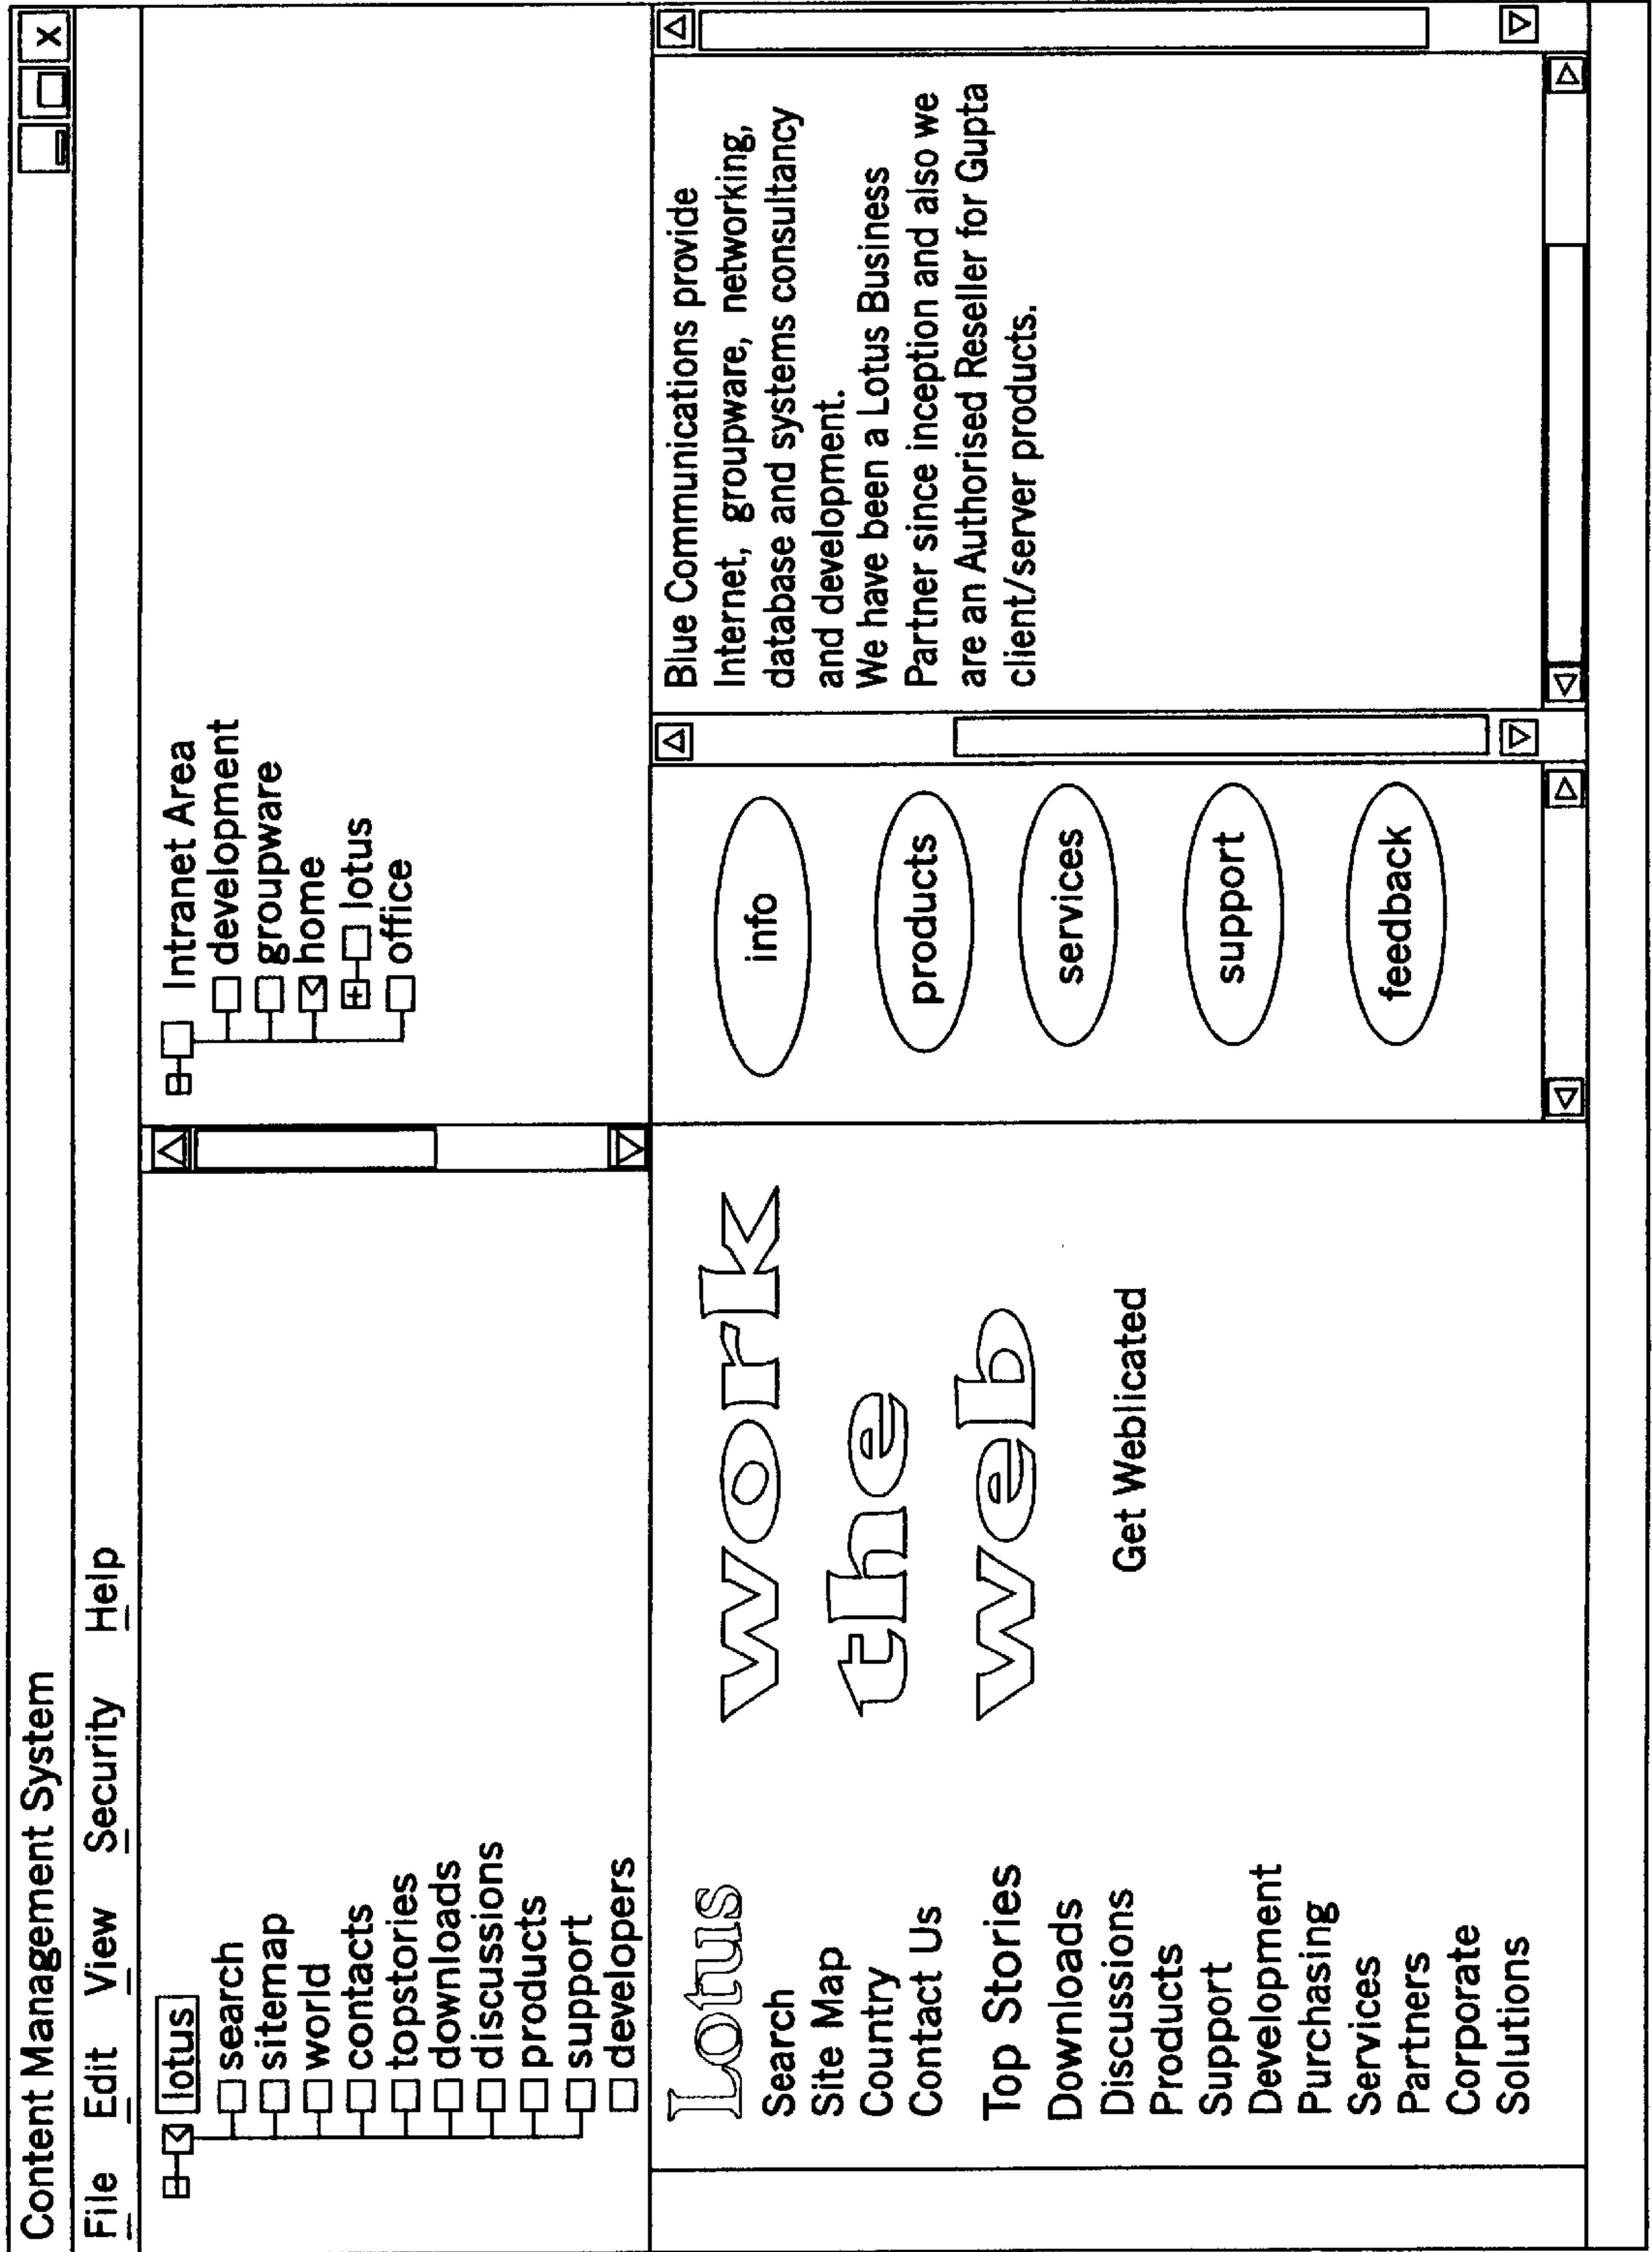 Content Management System
X
File Edit View Security Help
lotus
search
sitemap
world
contacts
topstories
downloads
discussions
products
support
developers
Intranet Area
development
groupware
home
lotus
office
Lotus
Search
Site Map
Country
Contact Us
Top Stories
Downloads
Discussions
Products
Support
Development
Purchasing
Services
Partners
Corporate
Solutions
work
the
web
Get Weblicated
info
products
services
support
feedback
Blue Communications provide
Internet, groupware, networking,
database and systems consultancy
and development.
We have been a Lotus Business
Partner since inception and also we
are an Authorised Reseller for Gupta
client/server products.